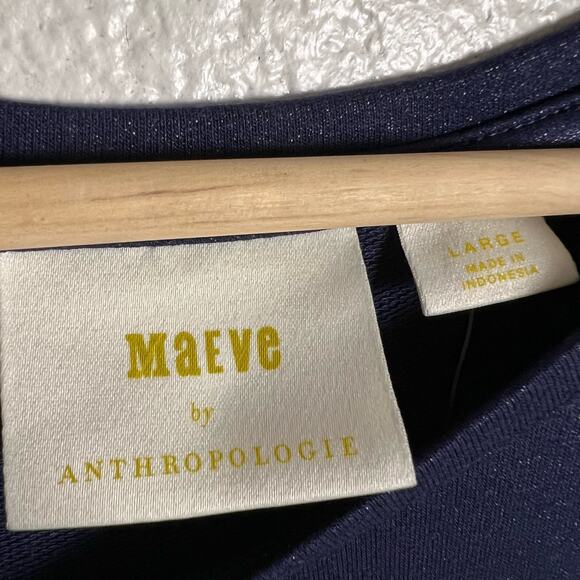 MaEVe
by
ANTHROPOLOGIE
LARGE
MADE IN
INDONESIA